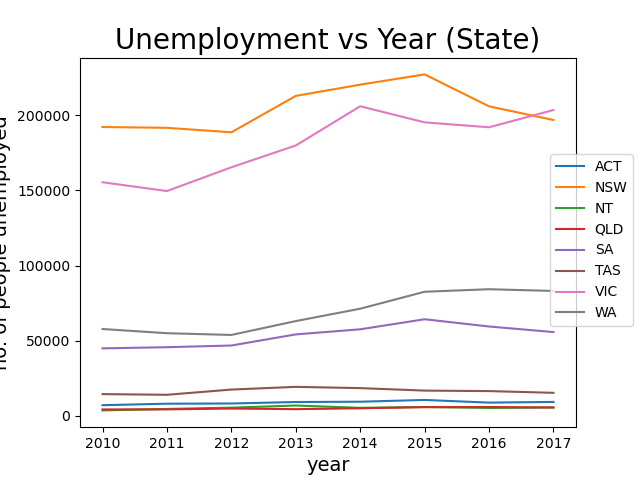 Unemployment vs Year (State)
no. of people unemployed
200000
150000
100000
50000
0
2010 2011 2012 2013 2014 2015 2016 2017
year
ACT
NSW
NT
QLD
SA
TAS
VIC
WA